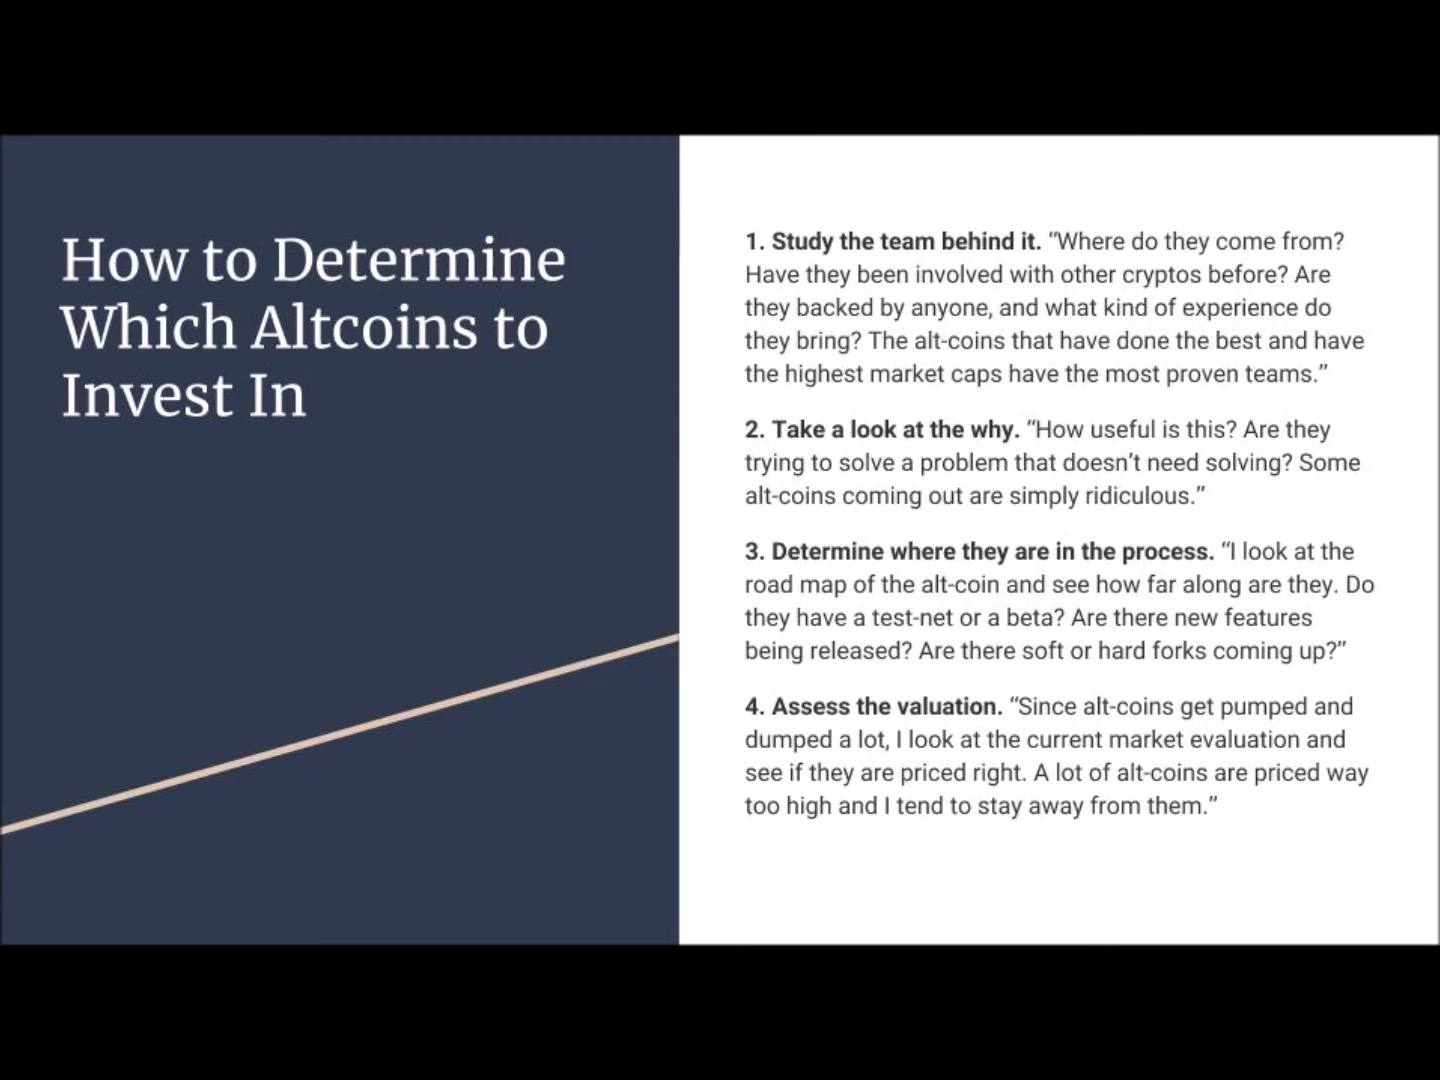 How to Determine
Which Altcoins to
Invest In
1. Study the team behind it. “Where do they come from?
Have they been involved with other cryptos before? Are
they backed by anyone, and what kind of experience do
they bring? The alt-coins that have done the best and have
the highest market caps have the most proven teams.”
2. Take a look at the why. “How useful is this? Are they
trying to solve a problem that doesn’t need solving? Some
alt-coins coming out are simply ridiculous.”
3. Determine where they are in the process. “I look at the
road map of the alt-coin and see how far along are they. Do
they have a test-net or a beta? Are there new features
being released? Are there soft or hard forks coming up?”
4. Assess the valuation. “Since alt-coins get pumped and
dumped a lot, I look at the current market evaluation and
see if they are priced right. A lot of alt-coins are priced way
too high and I tend to stay away from them.”